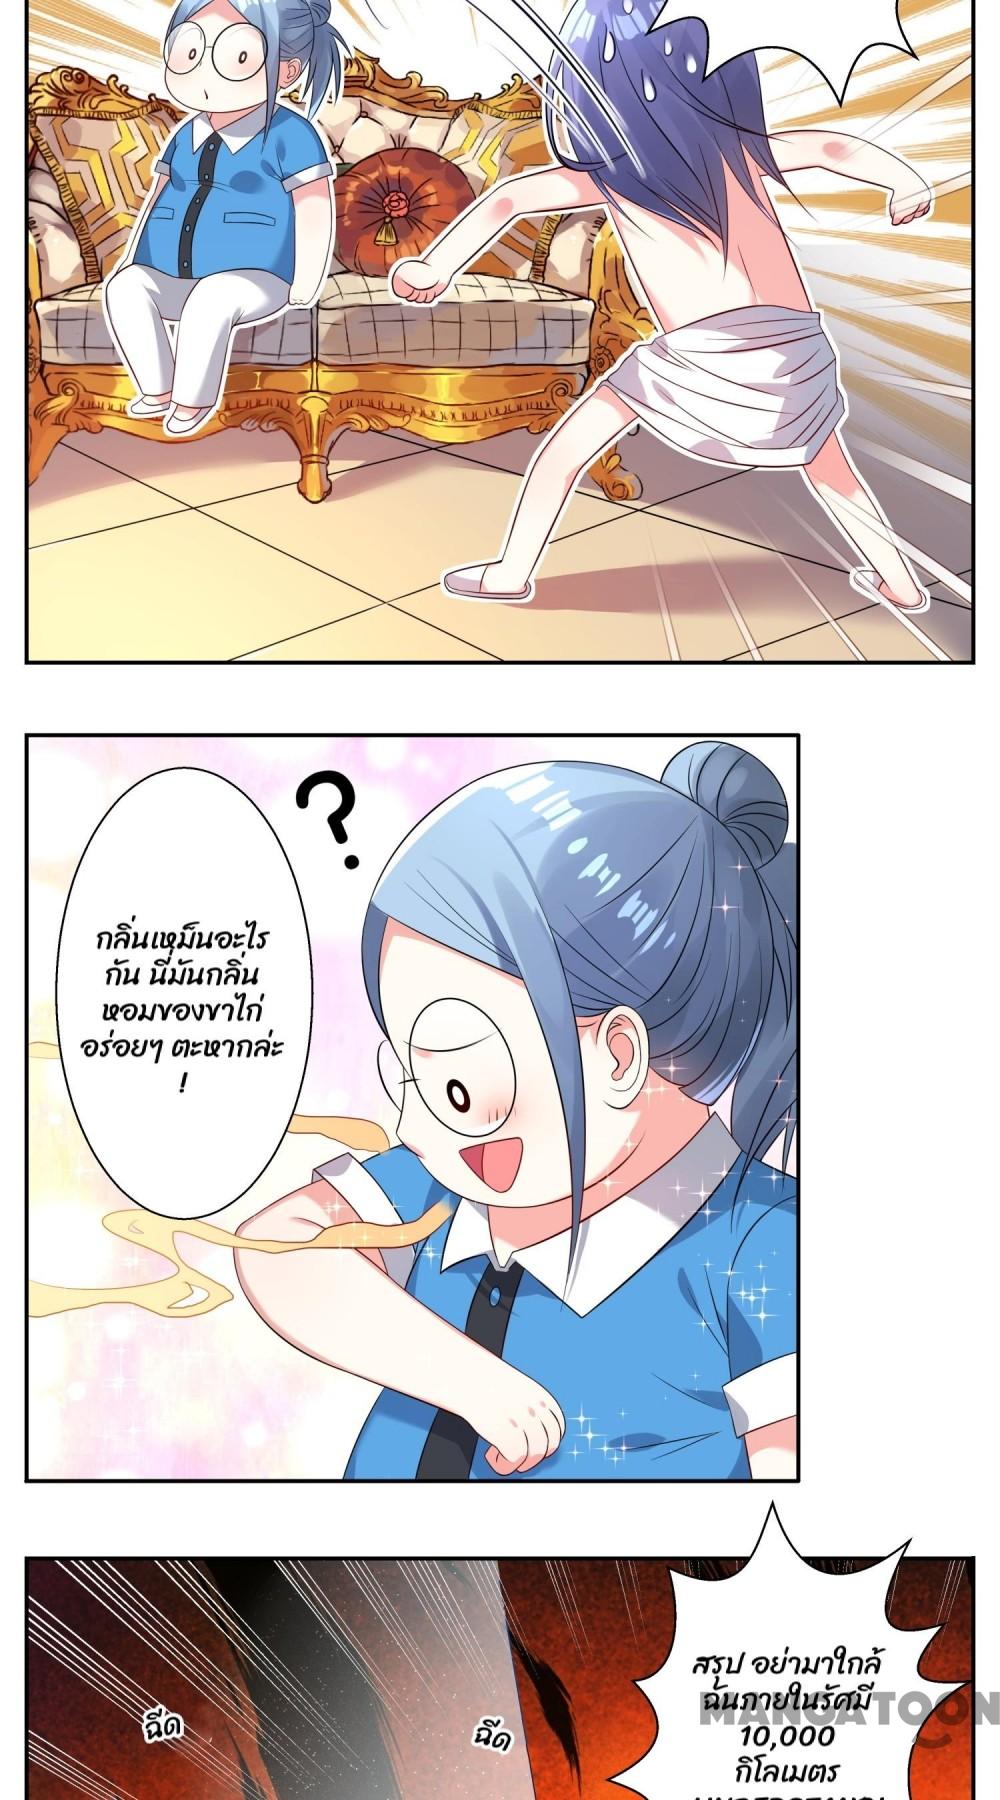 ?
กลิ่นเหม็นอะไร
กัน นี่มันกลิ่น
หอมของขาไก่
อร่อยๆ ตะหากล่ะ
!
สรุป อย่ามาใกล้
ฉันภายในรัศมี
10,000
กิโลเมตร
ฉีด
ฉีด
MANGATOON